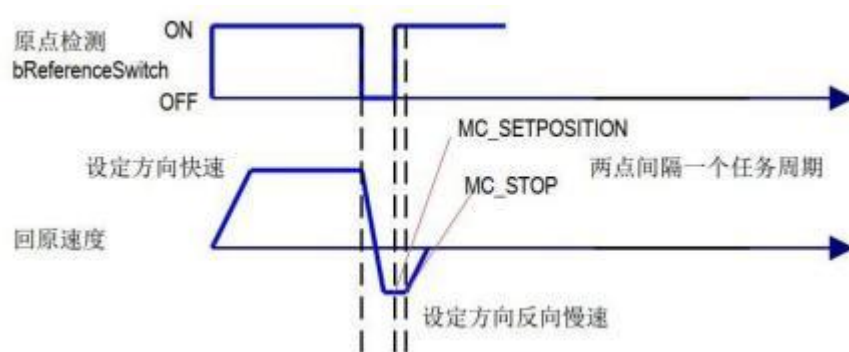 原点检测
bReferenceSwitch
ON
OFF
MC_SETPOSITION
设定方向快速
MC_STOP
两点间隔一个任务周期
回原速度
设定方向反向慢速